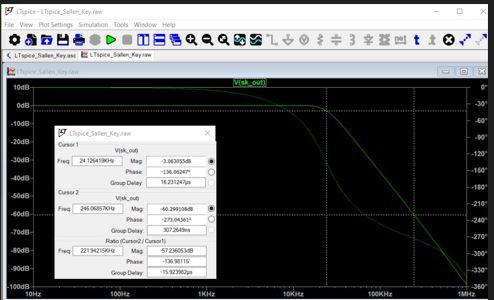 LTspice_Sallen_Key.raw
File View Plot Settings Simulation Tools Window Help
LTspice_Sallen_Key.asc LTspice_Sallen_Key.raw
LTspice_Sallen_Key.raw
V(sk_out)
10dB 0°
0dB -30°
-10dB -60°
-20dB -90°
-30dB -120°
-40dB -150°
-50dB -180°
-60dB -210°
-70dB -240°
-80dB -270°
-90dB -300°
-330°
-100dB -360°
10Hz 100Hz 1KHz 10KHz 100KHz 1MHz
LTspice_Sallen_Key.raw
Cursor 1
V(sk_out)
Freq: 24.126419KHz Mag: -3.063055dB
Phase: -136.06247°
Group Delay: 16.231247µs
Cursor 2
V(sk_out)
Freq: 246.06857KHz Mag: -60.299108dB
Phase: -273.04361°
Group Delay: 307.2649ns
Ratio (Cursor2 / Cursor1)
Freq: 221.94215KHz Mag: -57.236053dB
Phase: -136.98115°
Group Delay: -15.923982µs